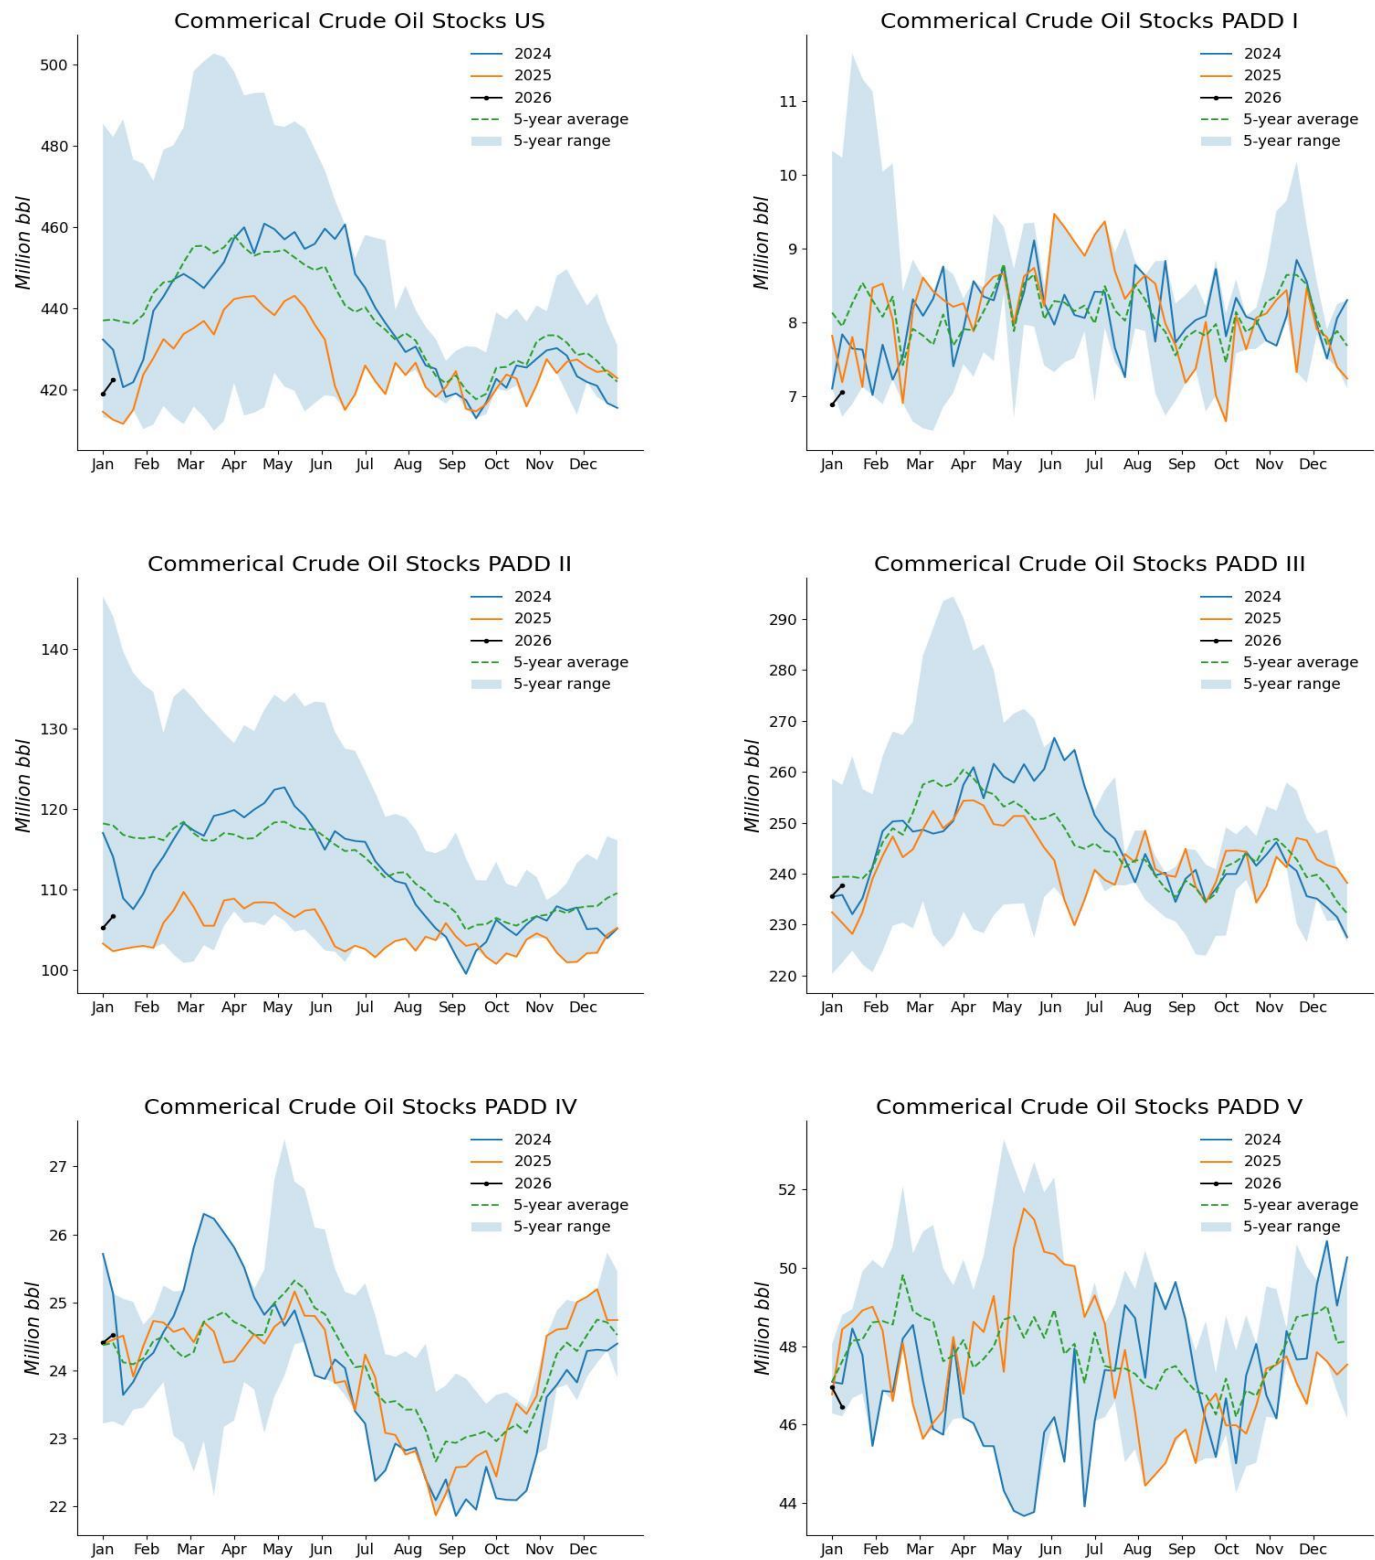 Commerical Crude Oil Stocks US
Million bbl
500
480
460
440
420
Jan Feb Mar Apr May Jun Jul Aug Sep Oct Nov Dec
2024
2025
2026
5-year average
5-year range
Commerical Crude Oil Stocks PADD I
Million bbl
11
10
9
8
7
Jan Feb Mar Apr May Jun Jul Aug Sep Oct Nov Dec
2024
2025
2026
5-year average
5-year range
Commerical Crude Oil Stocks PADD II
Million bbl
140
130
120
110
100
Jan Feb Mar Apr May Jun Jul Aug Sep Oct Nov Dec
2024
2025
2026
5-year average
5-year range
Commerical Crude Oil Stocks PADD III
Million bbl
290
280
270
260
250
240
230
220
Jan Feb Mar Apr May Jun Jul Aug Sep Oct Nov Dec
2024
2025
2026
5-year average
5-year range
Commerical Crude Oil Stocks PADD IV
Million bbl
27
26
25
24
23
22
Jan Feb Mar Apr May Jun Jul Aug Sep Oct Nov Dec
2024
2025
2026
5-year average
5-year range
Commerical Crude Oil Stocks PADD V
Million bbl
52
50
48
46
44
Jan Feb Mar Apr May Jun Jul Aug Sep Oct Nov Dec
2024
2025
2026
5-year average
5-year range